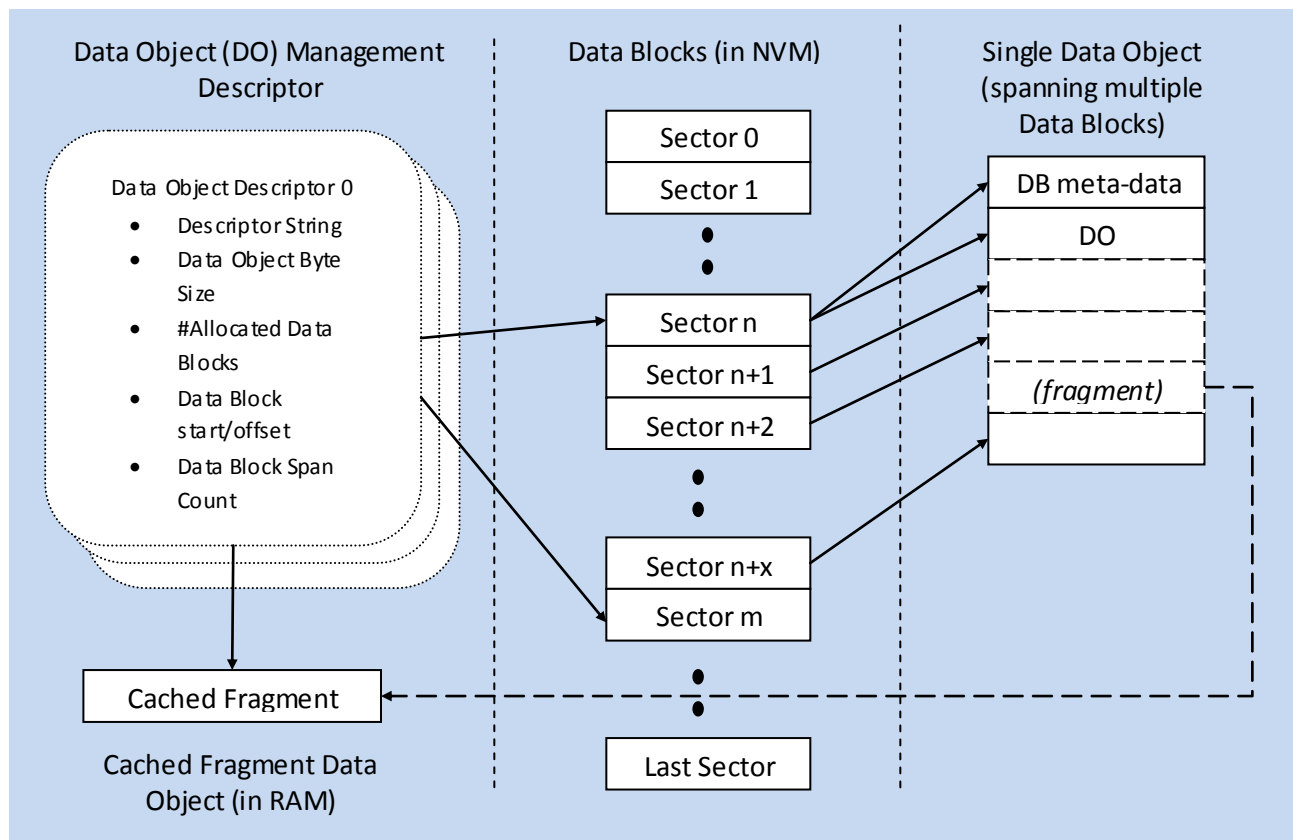 Data Object (DO) Management
Descriptor
Data Object Descriptor 0
• Descriptor String
• Data Object Byte
Size
• #Allocated Data
Blocks
• Data Block
start/offset
• Data Block Span
Count
Cached Fragment
Cached Fragment Data
Object (in RAM)
Data Blocks (in NVM)
Sector 0
Sector 1
Sector n
Sector n+1
Sector n+2
Sector n+x
Sector m
Last Sector
Single Data Object
(spanning multiple
Data Blocks)
DB meta-data
DO
(fragment)